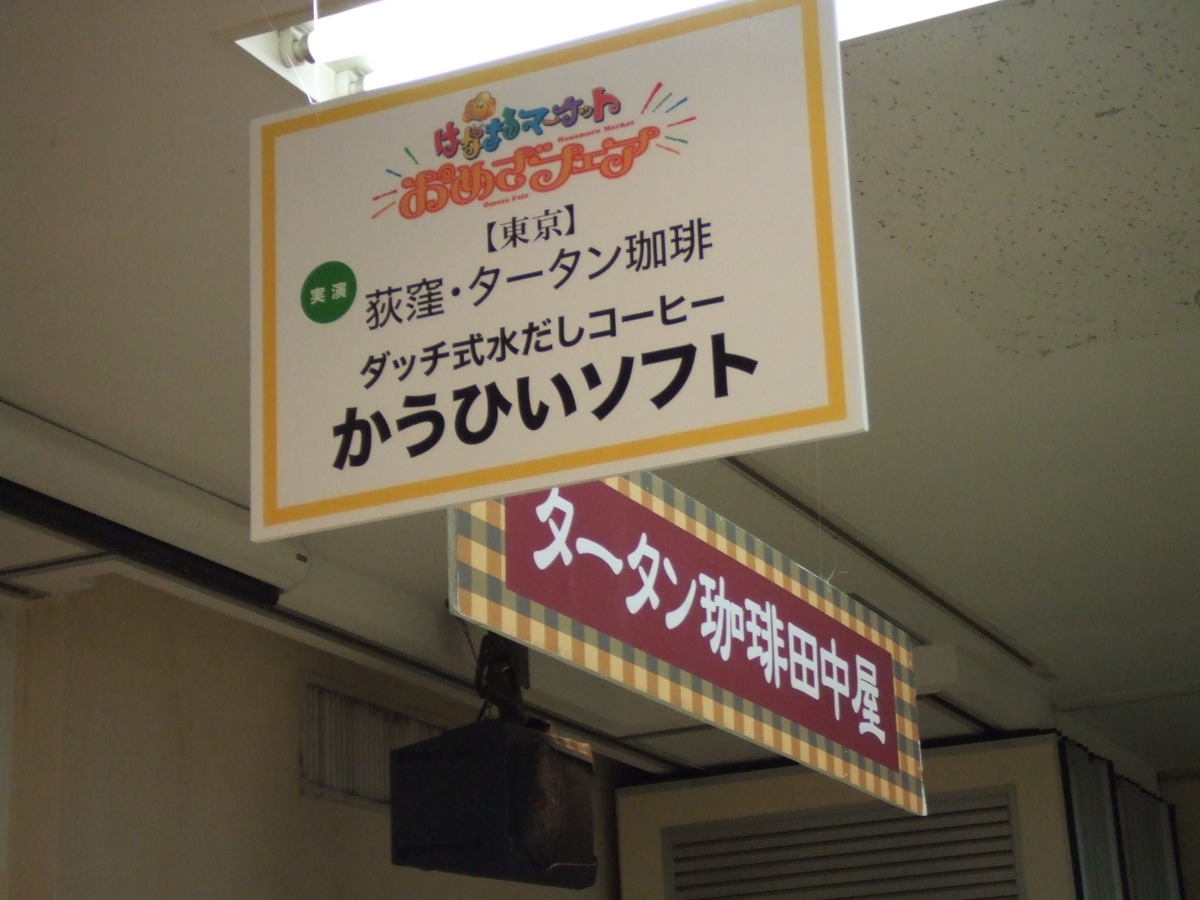 はなまるマーケット
Hanamaru Market
おめざフェア
Omeza Fair
【東京】
実演
荻窪・タータン珈琲
ダッチ式水だしコーヒー
かうひいソフト
タータン珈琲田中屋